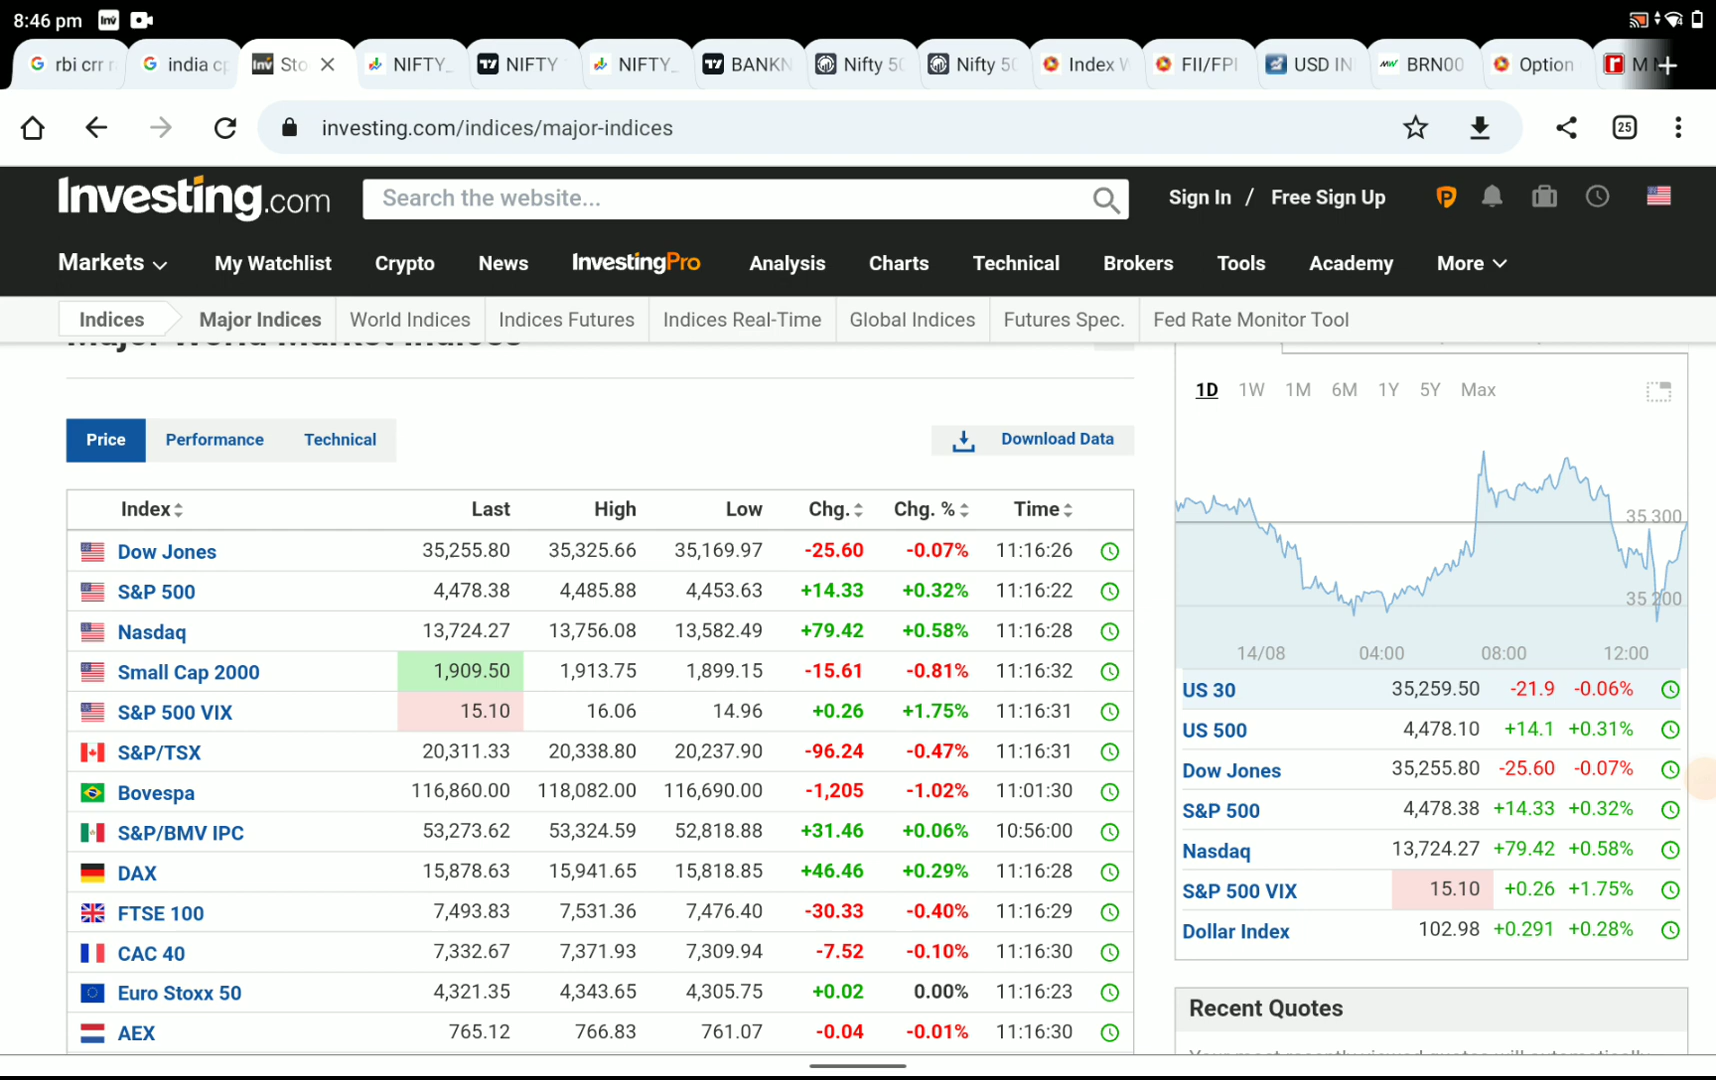 8:46 pm
rbi crr r
india cp
Sto
NIFTY_
NIFTY
NIFTY_
BANKN
Nifty 50
Nifty 50
Index W
FII/FPI
USD IN
BRN00
Option
M
investing.com/indices/major-indices
25
Investing.com
Search the website...
Sign In / Free Sign Up
Markets
My Watchlist
Crypto
News
InvestingPro
Analysis
Charts
Technical
Brokers
Tools
Academy
More
Indices
Major Indices
World Indices
Indices Futures
Indices Real-Time
Global Indices
Futures Spec.
Fed Rate Monitor Tool
Major World Market Indices
Price
Performance
Technical
Download Data
Index Last High Low Chg. Chg. % Time
Dow Jones 35,255.80 35,325.66 35,169.97 -25.60 -0.07% 11:16:26
S&P 500 4,478.38 4,485.88 4,453.63 +14.33 +0.32% 11:16:22
Nasdaq 13,724.27 13,756.08 13,582.49 +79.42 +0.58% 11:16:28
Small Cap 2000 1,909.50 1,913.75 1,899.15 -15.61 -0.81% 11:16:32
S&P 500 VIX 15.10 16.06 14.96 +0.26 +1.75% 11:16:31
S&P/TSX 20,311.33 20,338.80 20,237.90 -96.24 -0.47% 11:16:31
Bovespa 116,860.00 118,082.00 116,690.00 -1,205 -1.02% 11:01:30
S&P/BMV IPC 53,273.62 53,324.59 52,818.88 +31.46 +0.06% 10:56:00
DAX 15,878.63 15,941.65 15,818.85 +46.46 +0.29% 11:16:28
FTSE 100 7,493.83 7,531.36 7,476.40 -30.33 -0.40% 11:16:29
CAC 40 7,332.67 7,371.93 7,309.94 -7.52 -0.10% 11:16:30
Euro Stoxx 50 4,321.35 4,343.65 4,305.75 +0.02 0.00% 11:16:23
AEX 765.12 766.83 761.07 -0.04 -0.01% 11:16:30
1D 1W 1M 6M 1Y 5Y Max
35 300
35 200
14/08 04:00 08:00 12:00
US 30 35,259.50 -21.9 -0.06%
US 500 4,478.10 +14.1 +0.31%
Dow Jones 35,255.80 -25.60 -0.07%
S&P 500 4,478.38 +14.33 +0.32%
Nasdaq 13,724.27 +79.42 +0.58%
S&P 500 VIX 15.10 +0.26 +1.75%
Dollar Index 102.98 +0.291 +0.28%
Recent Quotes